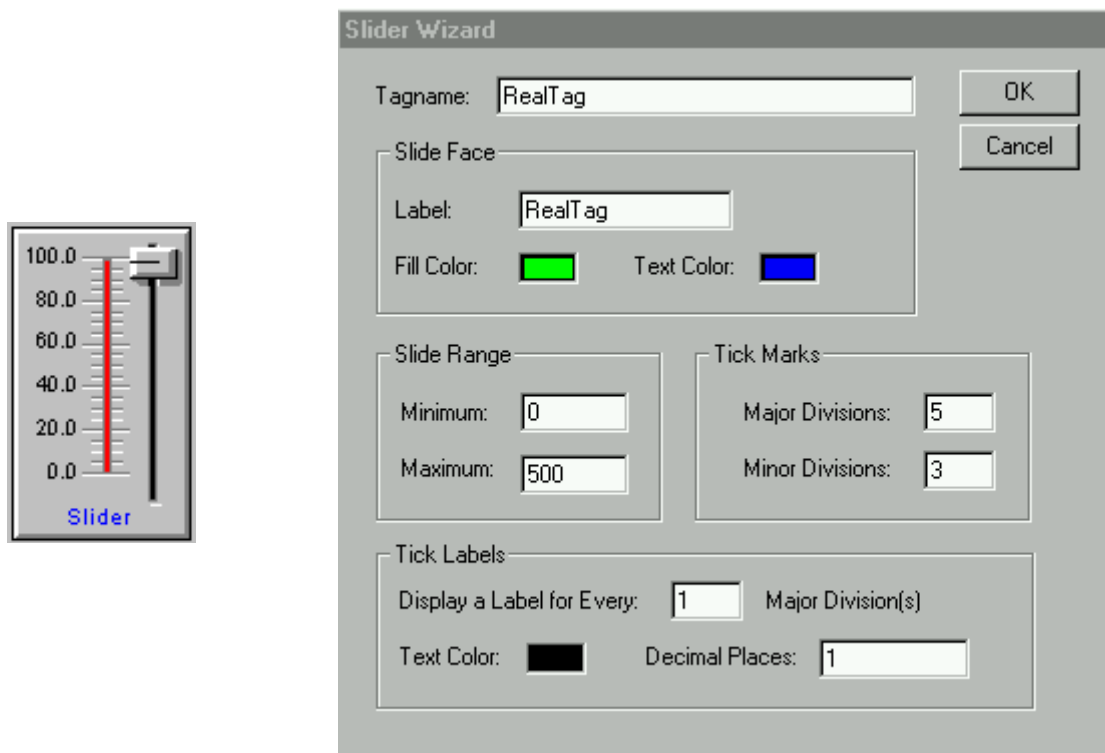 100.0
80.0
60.0
40.0
20.0
0.0
Slider
Slider Wizard
Tagname: RealTag
OK
Cancel
Slide Face
Label: RealTag
Fill Color: Text Color:
Slide Range
Minimum: 0
Maximum: 500
Tick Marks
Major Divisions: 5
Minor Divisions: 3
Tick Labels
Display a Label for Every: 1 Major Division(s)
Text Color: Decimal Places: 1